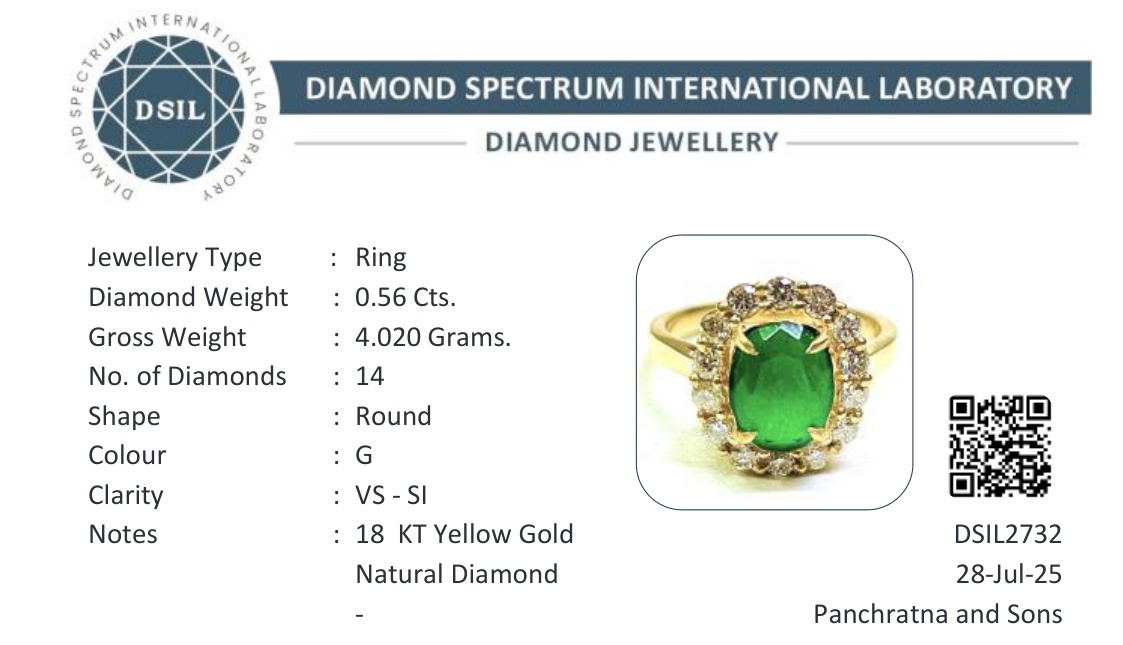 DIAMOND SPECTRUM INTERNATIONAL LABORATORY
DSIL
DIAMOND SPECTRUM INTERNATIONAL LABORATORY
DIAMOND JEWELLERY
Jewellery Type : Ring
Diamond Weight : 0.56 Cts.
Gross Weight : 4.020 Grams.
No. of Diamonds : 14
Shape : Round
Colour : G
Clarity : VS - SI
Notes : 18 KT Yellow Gold
Natural Diamond
-
DSIL2732
28-Jul-25
Panchratna and Sons